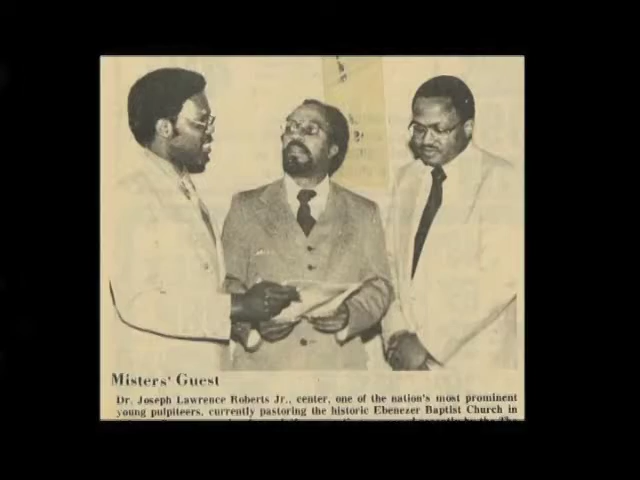 Misters' Guest
Dr. Joseph Lawrence Roberts Jr., center, one of the nation's most prominent
young pulpiteers, currently pastoring the historic Ebenezer Baptist Church in